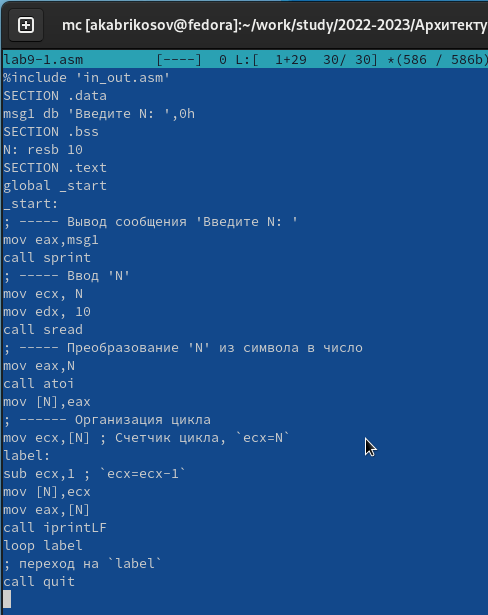 mc [akabrikosov@fedora]:~/work/study/2022-2023/Архитекту
lab9-1.asm [----] 0 L:[ 1+29 30/ 30] *(586 / 586b)
%include 'in_out.asm'
SECTION .data
msg1 db 'Введите N: ',0h
SECTION .bss
N: resb 10
SECTION .text
global _start
_start:
; ----- Вывод сообщения 'Введите N: '
mov eax,msg1
call sprint
; ----- Ввод 'N'
mov ecx, N
mov edx, 10
call sread
; ----- Преобразование 'N' из символа в число
mov eax,N
call atoi
mov [N],eax
; ------ Организация цикла
mov ecx,[N] ; Счетчик цикла, `ecx=N`
label:
sub ecx,1 ; `ecx=ecx-1`
mov [N],ecx
mov eax,[N]
call iprintLF
loop label
; переход на `label`
call quit